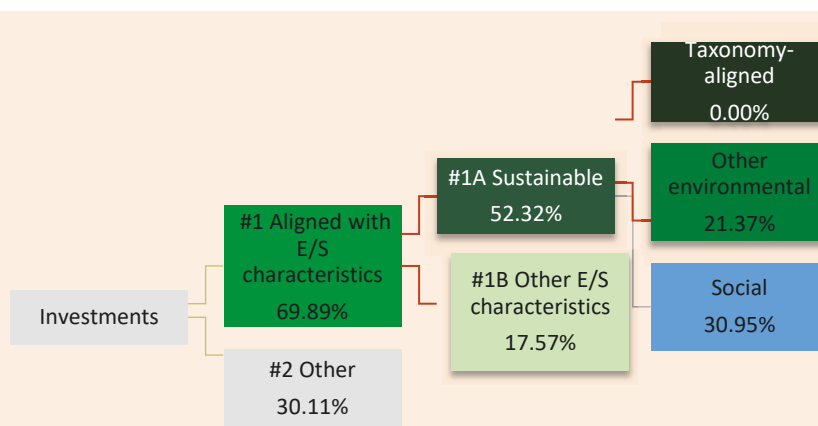 Investments
#1 Aligned with
E/S
characteristics
69.89%
#2 Other
30.11%
#1A Sustainable
52.32%
#1B Other E/S
characteristics
17.57%
Taxonomy-
aligned
0.00%
Other
environmental
21.37%
Social
30.95%